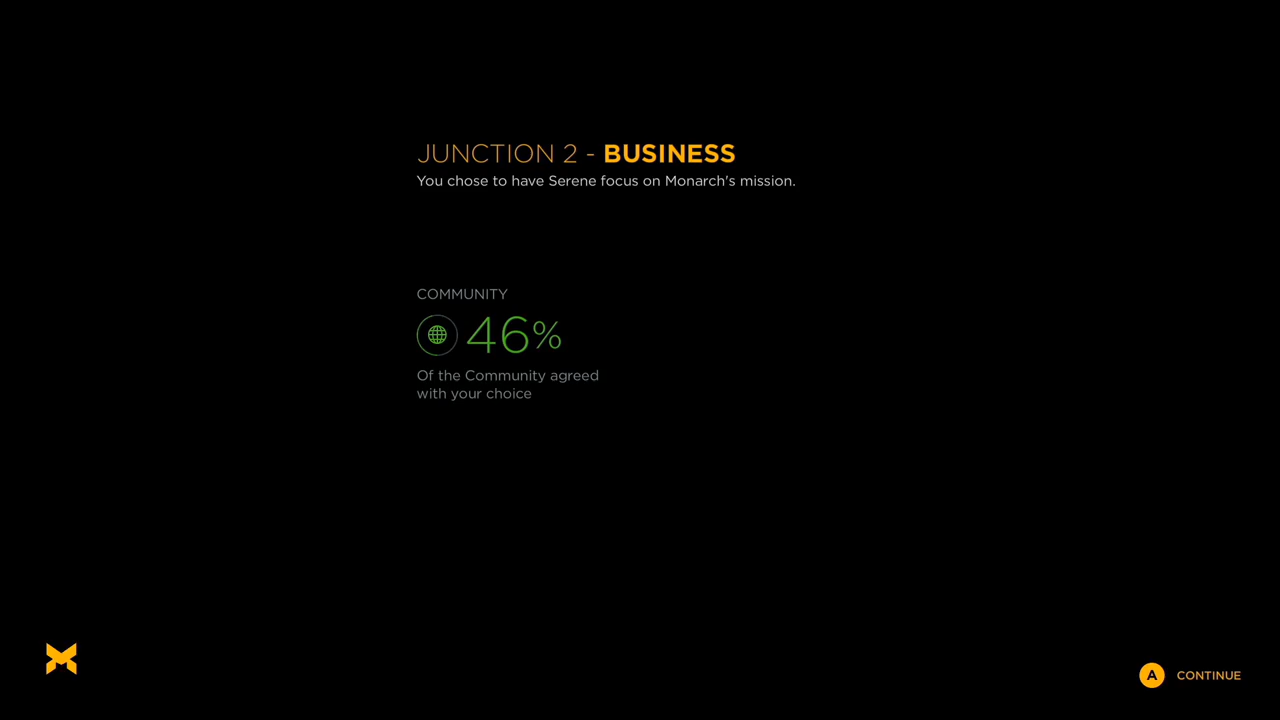 JUNCTION 2 - BUSINESS
You chose to have Serene focus on Monarch's mission.
COMMUNITY
46%
Of the Community agreed
with your choice
A CONTINUE